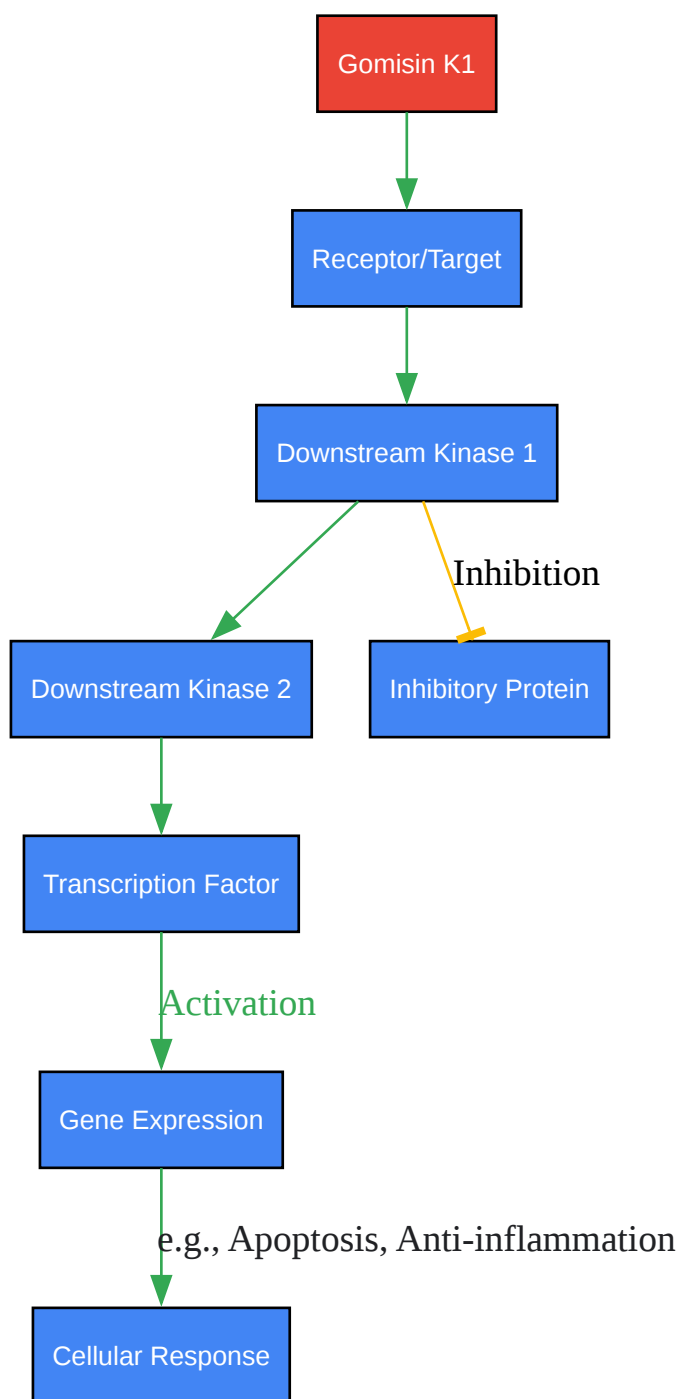 Gomisin K1
Receptor/Target
Downstream Kinase 1
Inhibition
Downstream Kinase 2
Inhibitory Protein
Transcription Factor
Activation
Gene Expression
e.g., Apoptosis, Anti-inflammation
Cellular Response